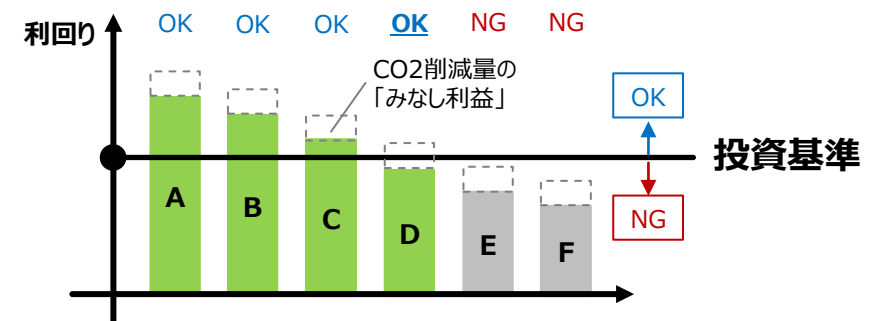 利回り
OK OK OK OK NG NG
CO2削減量の
「みなし利益」
OK
投資基準
NG
A B C D E F